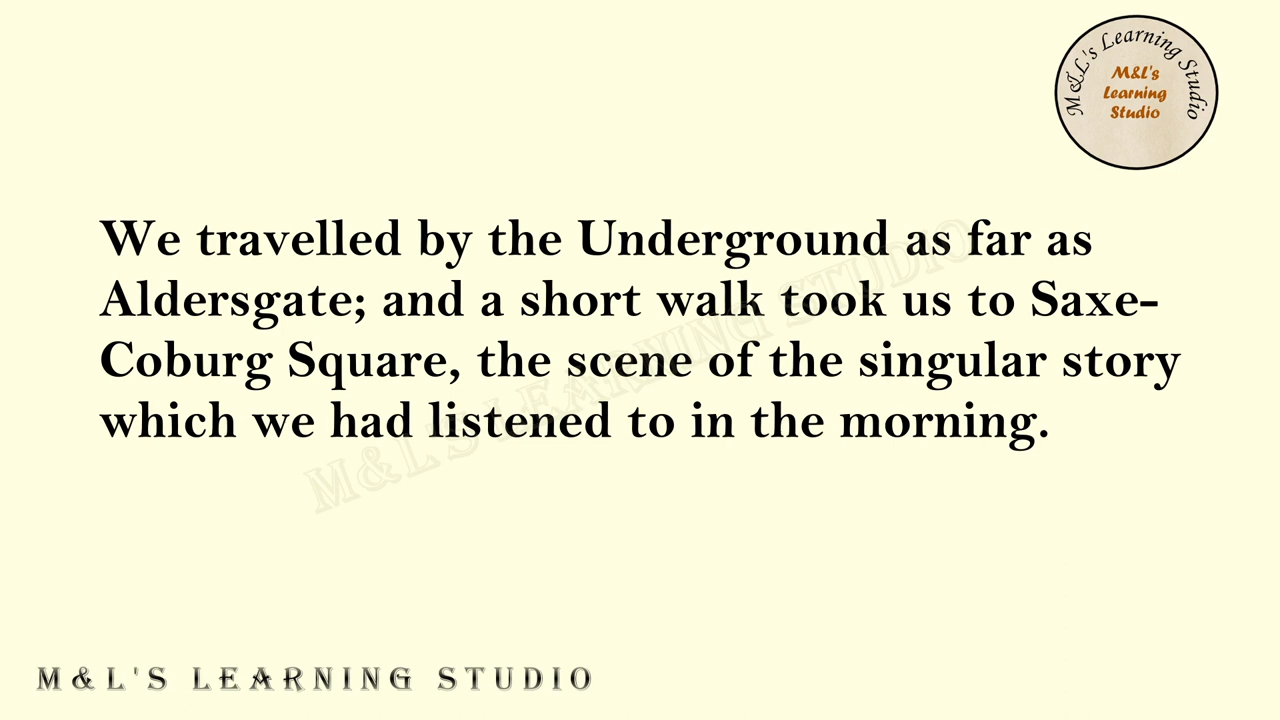 M&L's Learning Studio
M&L's
Learning
Studio
We travelled by the Underground as far as
Aldersgate; and a short walk took us to Saxe-
Coburg Square, the scene of the singular story
which we had listened to in the morning.
M&L'S LEARNING STUDIO
M&L'S LEARNING STUDIO